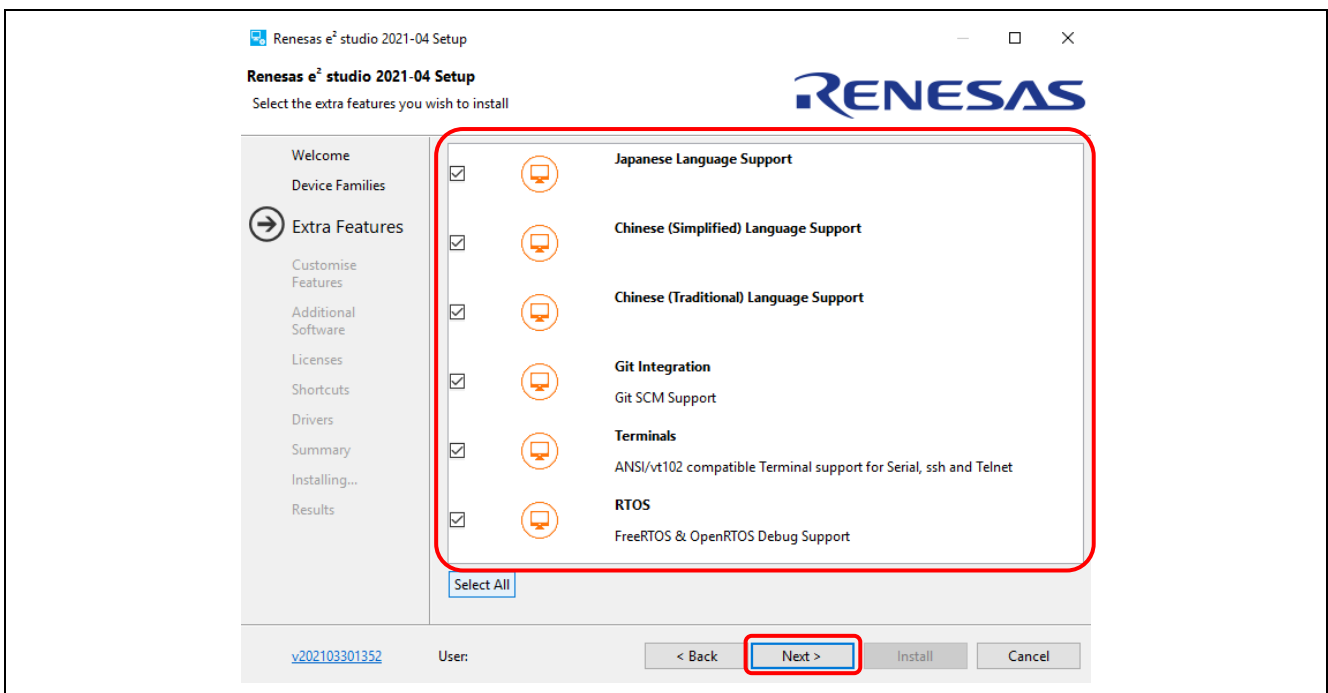 Renesas e² studio 2021-04 Setup
Renesas e² studio 2021-04 Setup
Select the extra features you wish to install
RENESAS
Welcome
Device Families
Extra Features
Customise
Features
Additional
Software
Licenses
Shortcuts
Drivers
Summary
Installing...
Results
Japanese Language Support
Chinese (Simplified) Language Support
Chinese (Traditional) Language Support
Git Integration
Git SCM Support
Terminals
ANSI/vt102 compatible Terminal support for Serial, ssh and Telnet
RTOS
FreeRTOS & OpenRTOS Debug Support
Select All
v202103301352 User: < Back Next > Install Cancel